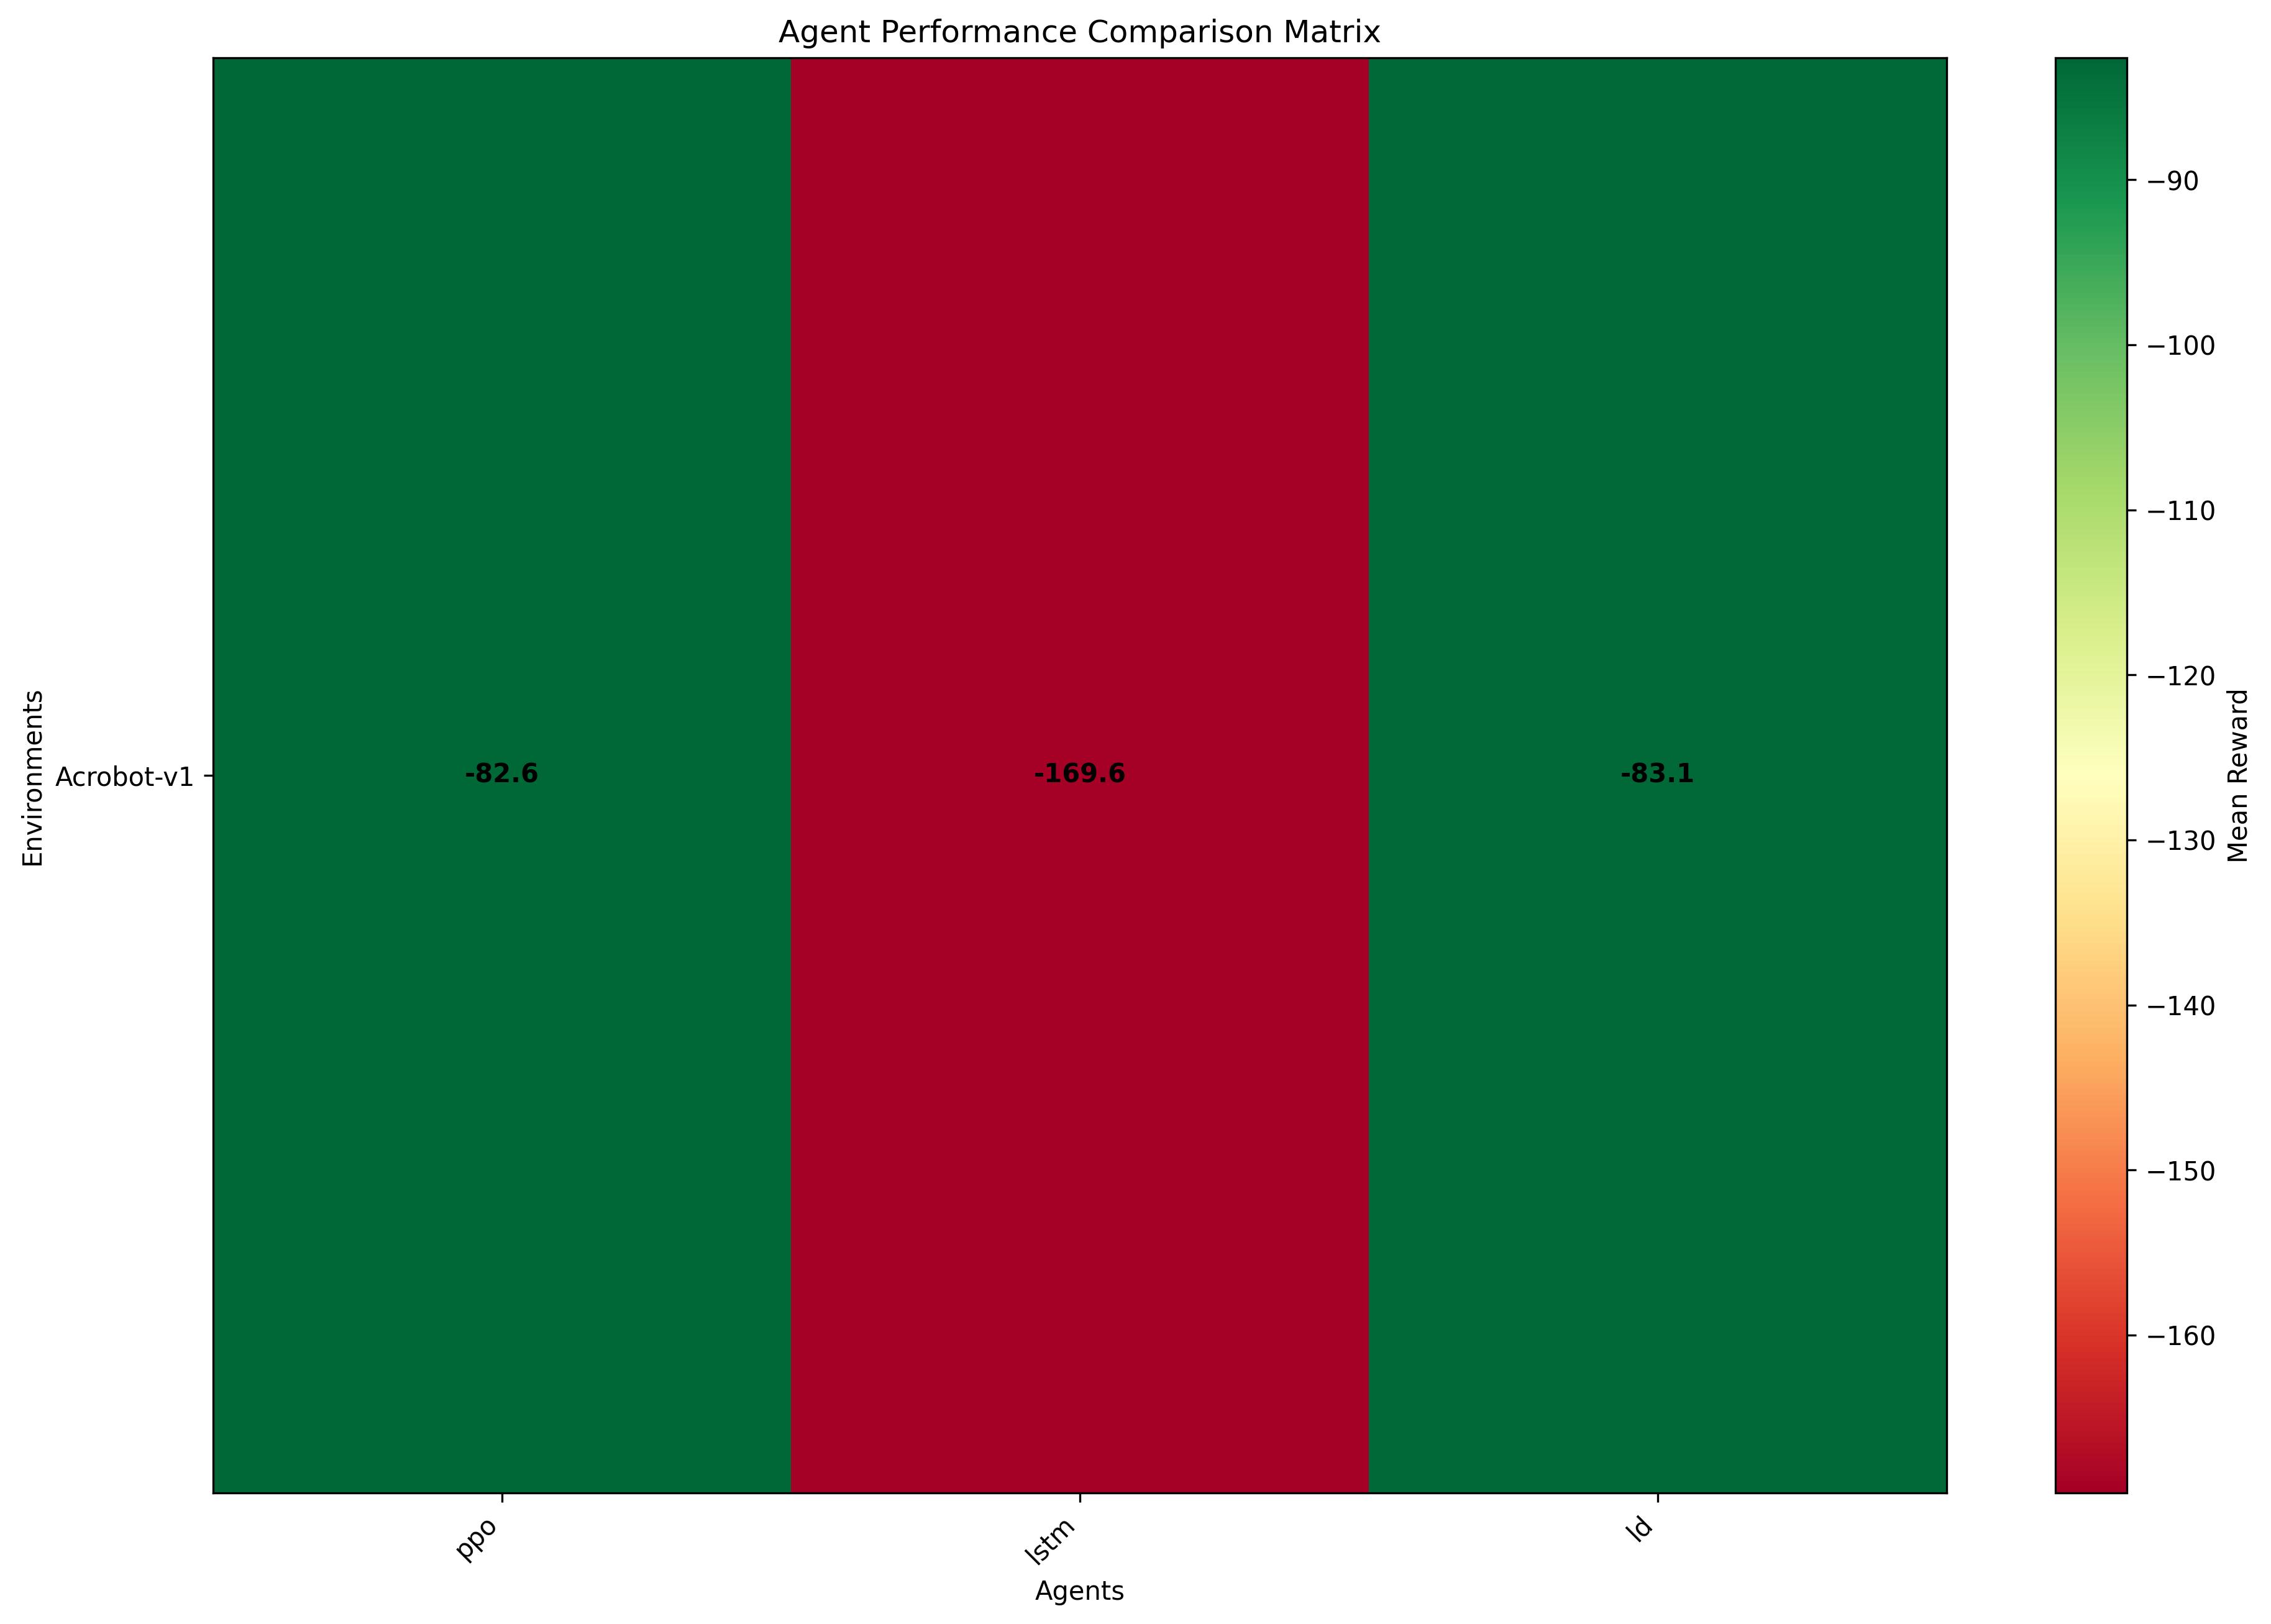 Agent Performance Comparison Matrix
Environments
Acrobot-v1
-82.6
-169.6
-83.1
ppo
lstm
ld
Agents
−90
−100
−110
−120
−130
−140
−150
−160
Mean Reward